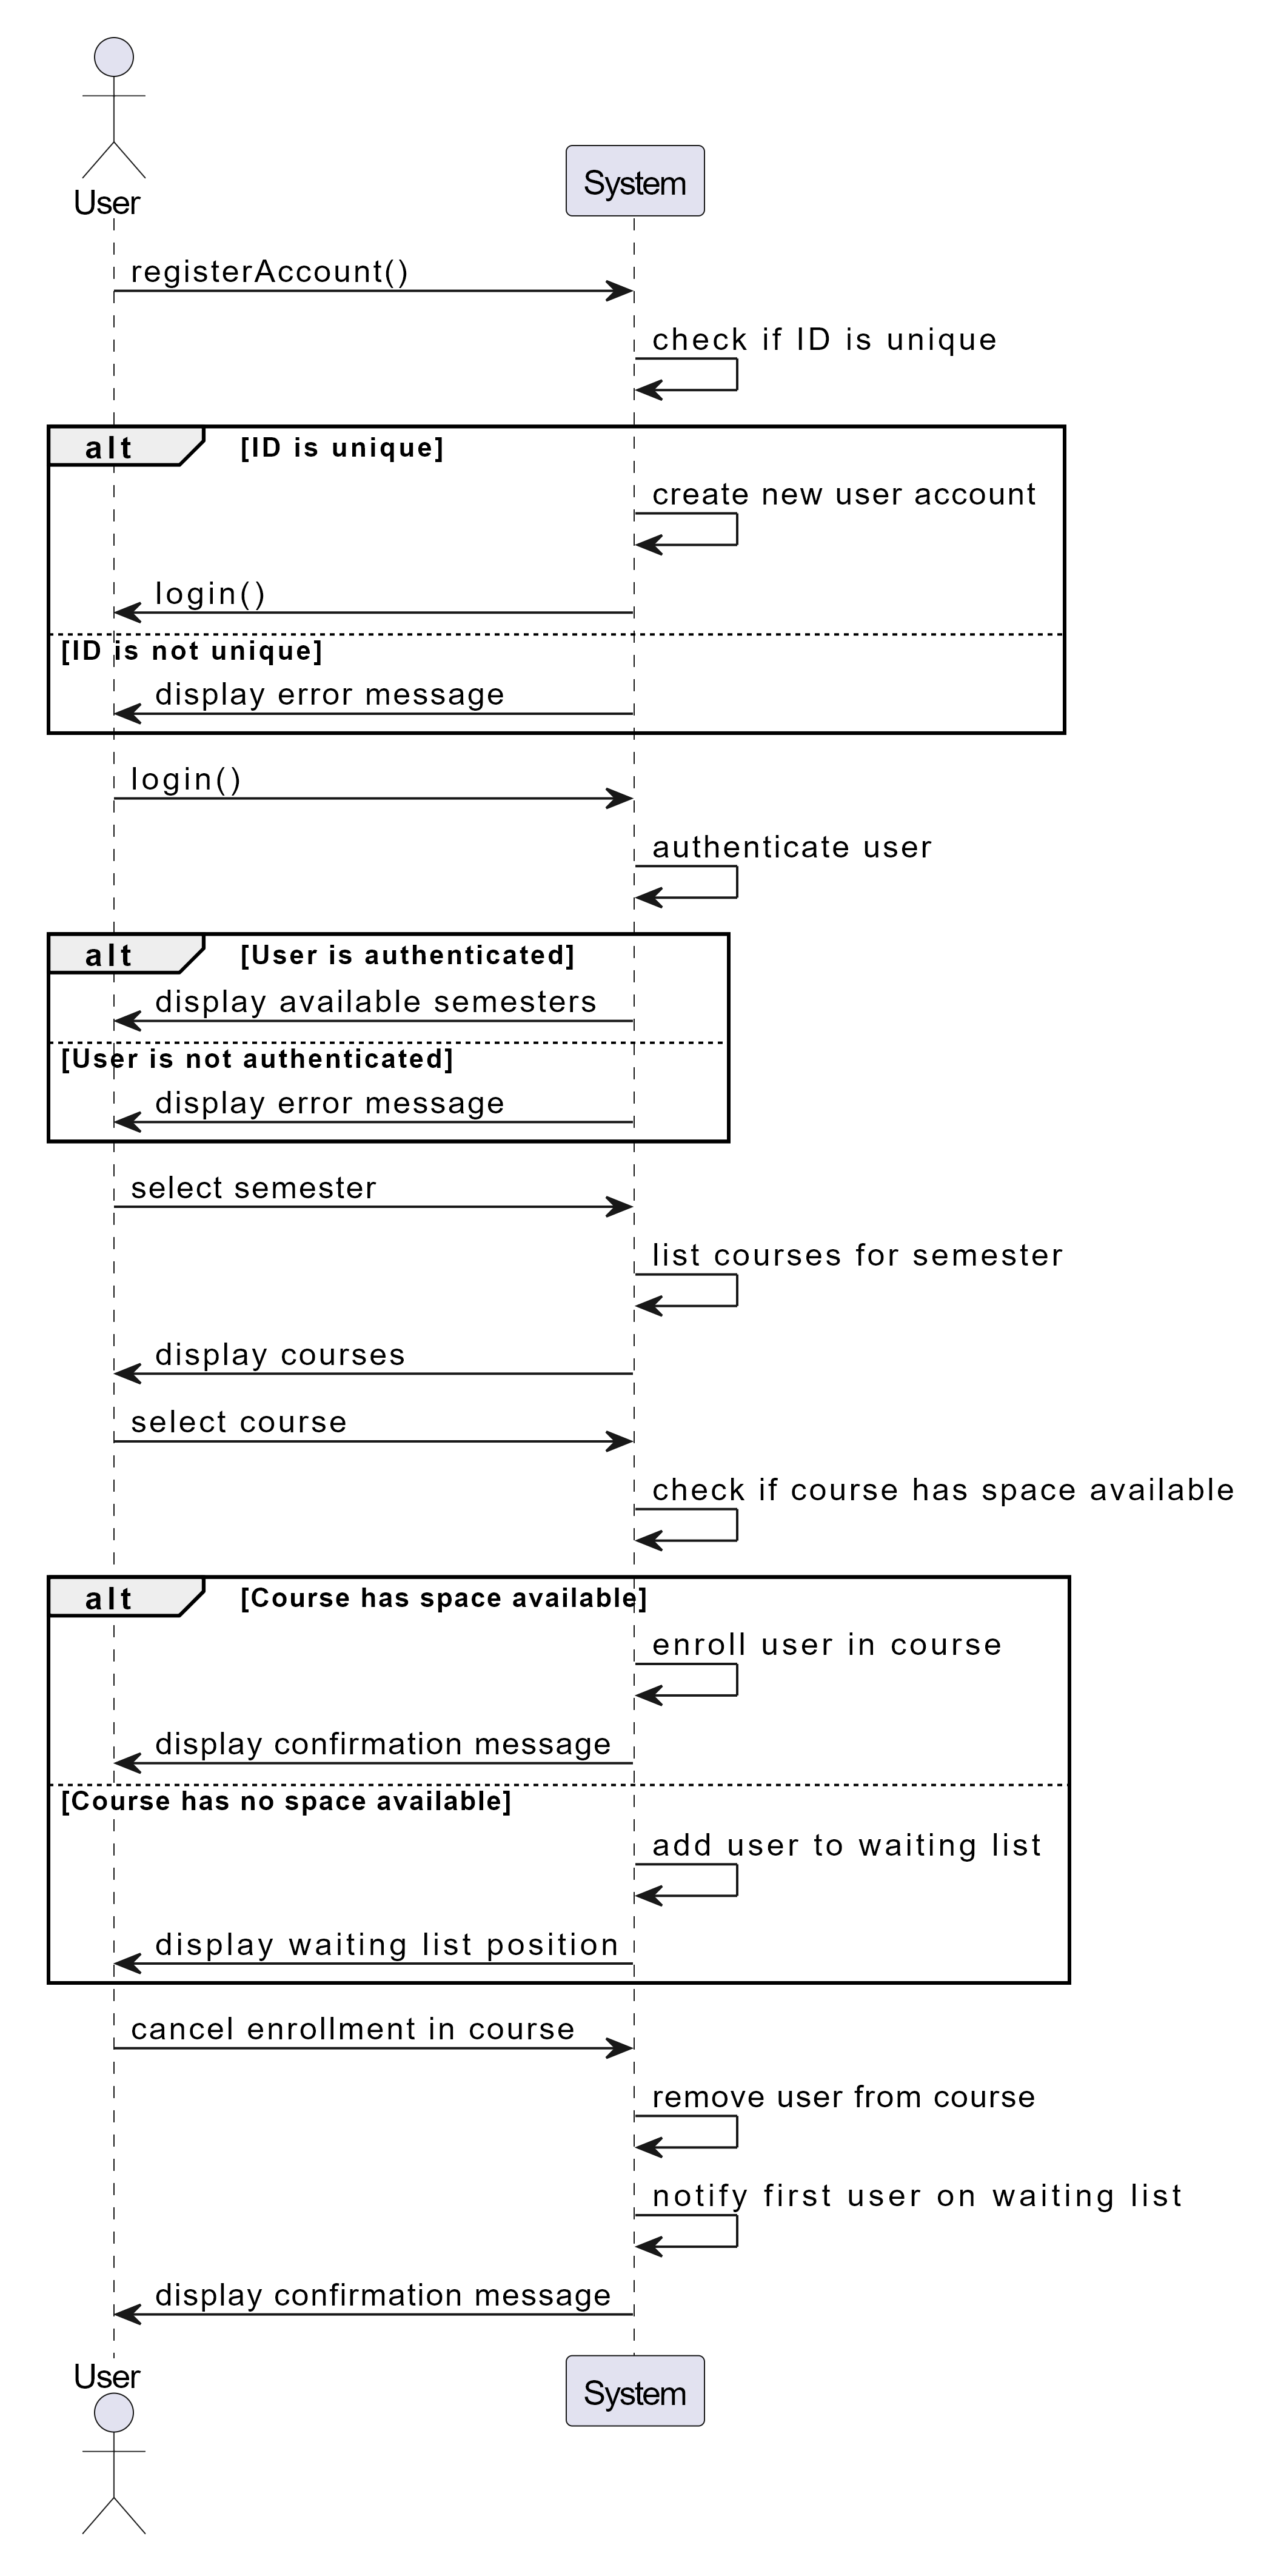 User
System
registerAccount()
check if ID is unique
alt [ID is unique]
create new user account
login()
[ID is not unique]
display error message
login()
authenticate user
alt [User is authenticated]
display available semesters
[User is not authenticated]
display error message
select semester
list courses for semester
display courses
select course
check if course has space available
alt [Course has space available]
enroll user in course
display confirmation message
[Course has no space available]
add user to waiting list
display waiting list position
cancel enrollment in course
remove user from course
notify first user on waiting list
display confirmation message
User
System